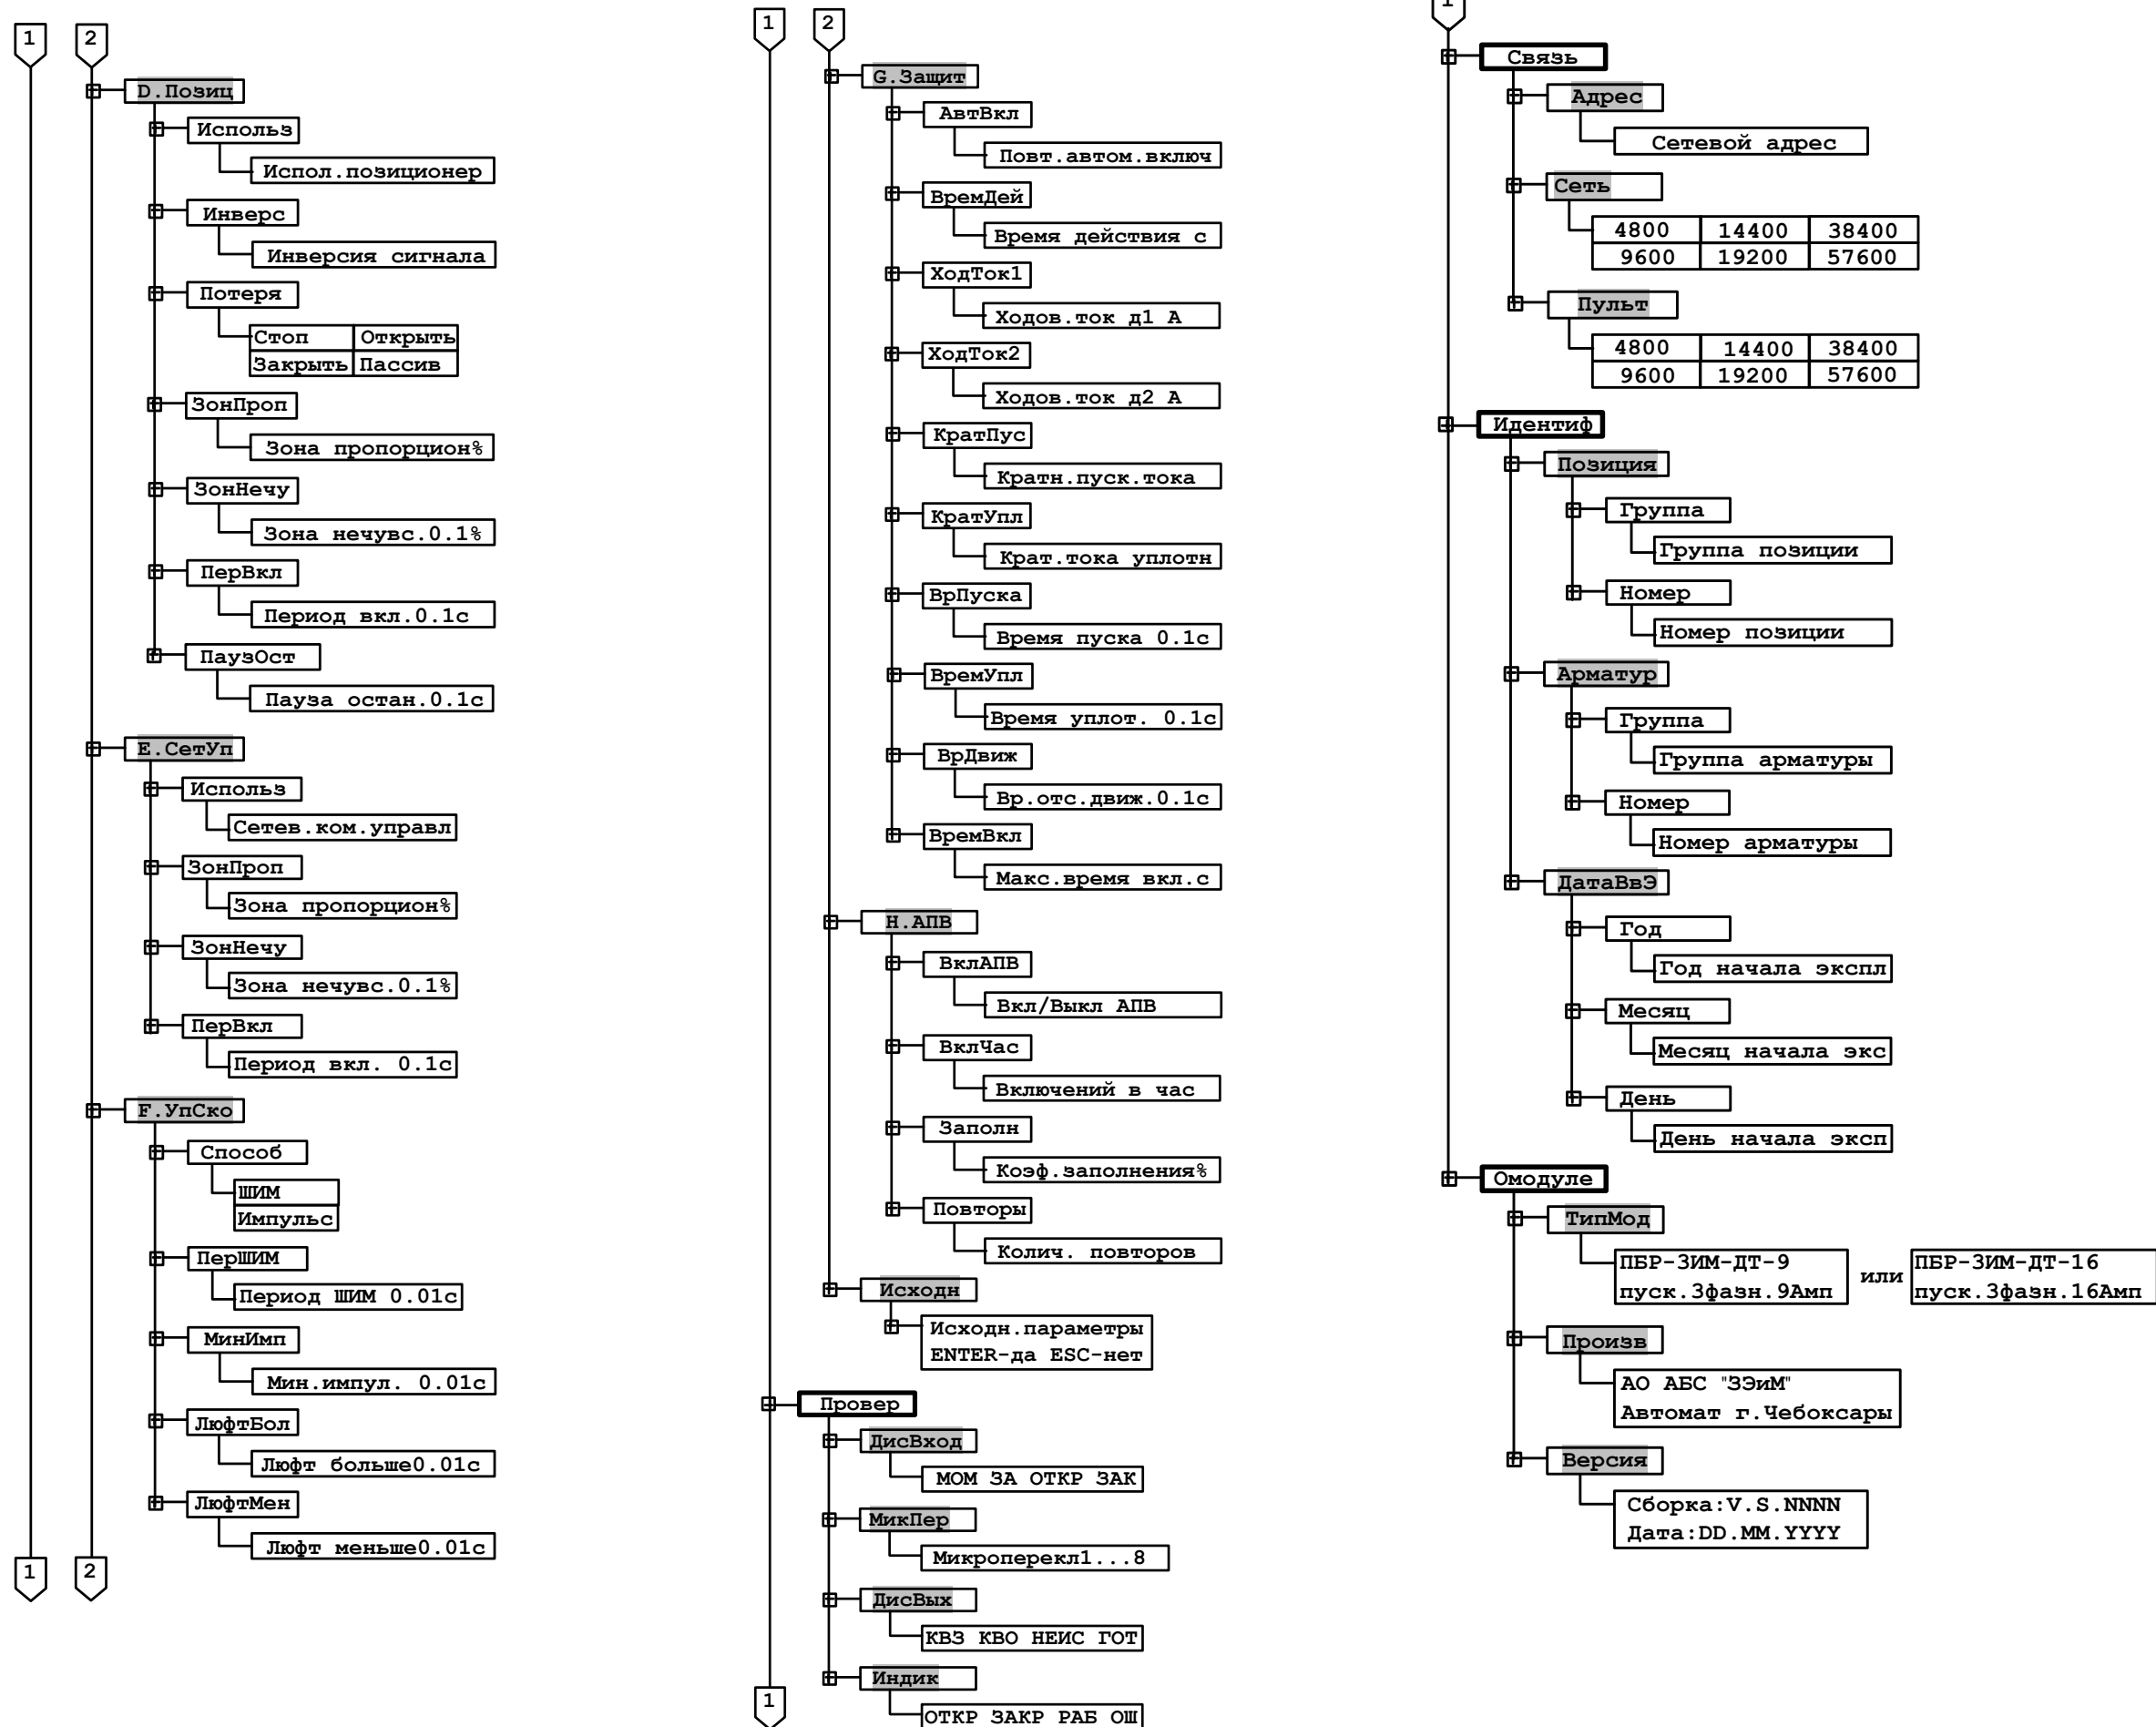 1
2
D.Позиц
Использ
Испол.позиционер
Инверс
Инверсия сигнала
Потеря
Стоп Открыть
Закрыть Пассив
ЗонПроп
Зона пропорцион%
ЗонНечу
Зона нечувс.0.1%
ПерВкл
Период вкл.0.1с
ПаузОст
Пауза остан.0.1с
E.СетУп
Использ
Сетев.ком.управл
ЗонПроп
Зона пропорцион%
ЗонНечу
Зона нечувс.0.1%
ПерВкл
Период вкл. 0.1с
F.УпСко
Способ
ШИМ
Импульс
ПерШИМ
Период ШИМ 0.01с
МинИмп
Мин.импул. 0.01с
ЛюфтБол
Люфт больше0.01с
ЛюфтМен
Люфт меньше0.01с
1
2
1
2
G.Защит
АвтВкл
Повт.автом.включ
ВремДей
Время действия с
ХодТок1
Ходов.ток д1 А
ХодТок2
Ходов.ток д2 А
КратПус
Кратн.пуск.тока
КратУпл
Крат.тока уплотн
ВрПуска
Время пуска 0.1с
ВремУпл
Время уплот. 0.1с
ВрДвиж
Вр.отс.движ.0.1с
ВремВкл
Макс.время вкл.с
H.АПВ
ВклАПВ
Вкл/Выкл АПВ
ВклЧас
Включений в час
Заполн
Коэф.заполнения%
Повторы
Колич. повторов
Исходн
Исходн.параметры
ENTER-да ESC-нет
Провер
ДисВход
МОМ ЗА ОТКР ЗАК
МикПер
Микроперекл1...8
ДисВых
КВЗ КВО НЕИС ГОТ
Индик
ОТКР ЗАКР РАБ ОШ
1
1
Связь
Адрес
Сетевой адрес
Сеть
4800 14400 38400
9600 19200 57600
Пульт
4800 14400 38400
9600 19200 57600
Идентиф
Позиция
Группа
Группа позиции
Номер
Номер позиции
Арматур
Группа
Группа арматуры
Номер
Номер арматуры
ДатаВвЭ
Год
Год начала экспл
Месяц
Месяц начала экс
День
День начала эксп
Омодуле
ТипМод
ПБР-3ИМ-ДТ-9
пуск.3фазн.9Амп
или
ПБР-3ИМ-ДТ-16
пуск.3фазн.16Амп
Произв
АО АБС "ЗЭиМ"
Автомат г.Чебоксары
Версия
Сборка:V.S.NNNN
Дата:DD.MM.YYYY